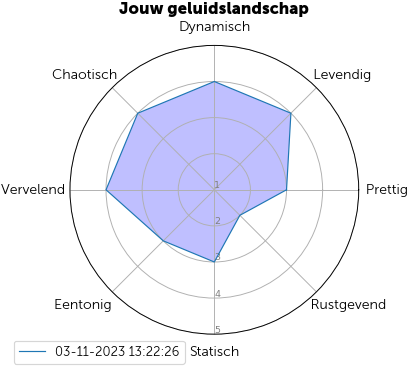 Jouw geluidslandschap
Dynamisch
Chaotisch
Levendig
Vervelend
1
Prettig
2
3
4
Eentonig
Rustgevend
5
03-11-2023 13:22:26
Statisch